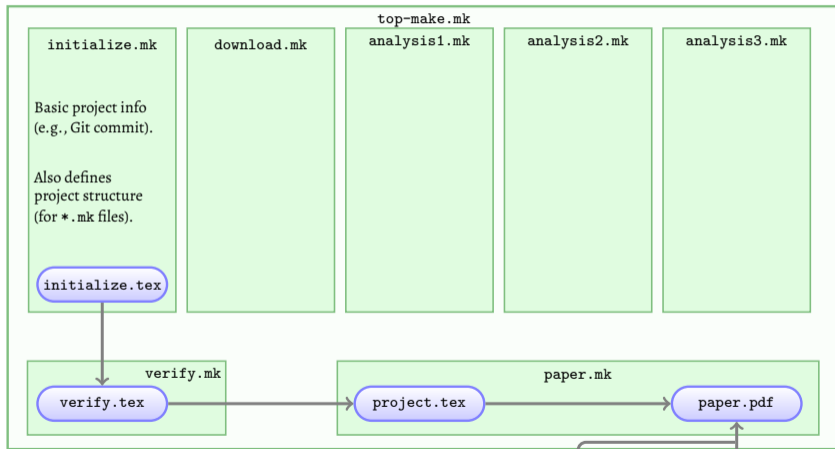 top-make.mk
initialize.mk
download.mk
analysis1.mk
analysis2.mk
analysis3.mk
Basic project info
(e.g., Git commit).
Also defines
project structure
(for *.mk files).
initialize.tex
verify.mk
paper.mk
verify.tex
project.tex
paper.pdf